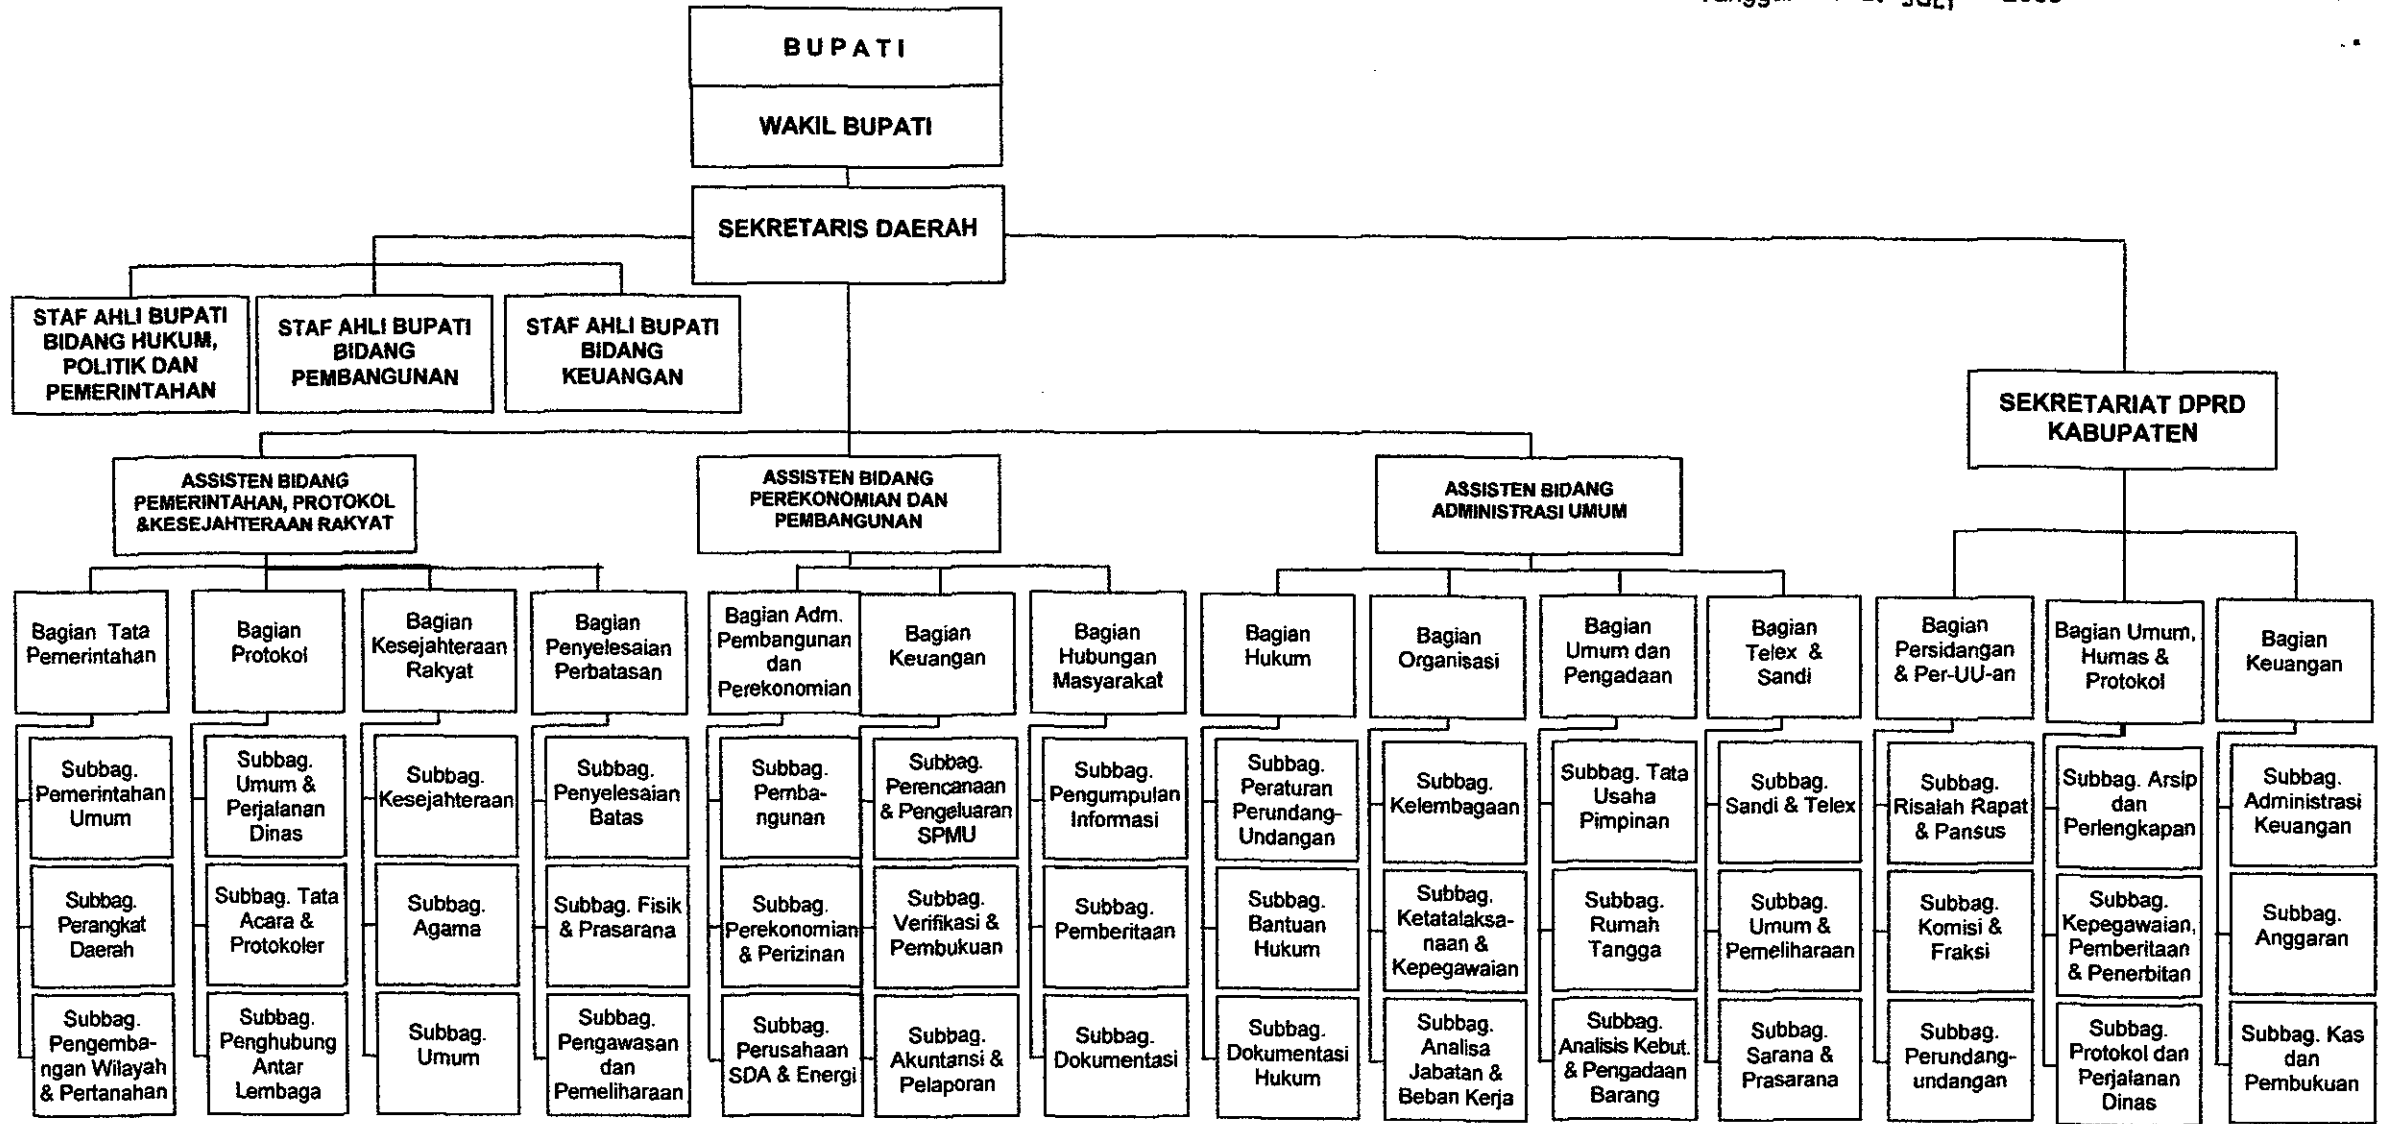 JULI
B U P A T I
WAKIL BUPATI
SEKRETARIS DAERAH
STAF AHLI BUPATI
BIDANG HUKUM,
POLITIK DAN
PEMERINTAHAN
STAF AHLI BUPATI
BIDANG
PEMBANGUNAN
STAF AHLI BUPATI
BIDANG
KEUANGAN
SEKRETARIAT DPRD
KABUPATEN
ASSISTEN BIDANG
PEMERINTAHAN, PROTOKOL
&KESEJAHTERAAN RAKYAT
ASSISTEN BIDANG
PEREKONOMIAN DAN
PEMBANGUNAN
ASSISTEN BIDANG
ADMINISTRASI UMUM
Bagian Tata
Pemerintahan
Bagian
Protokol
Bagian
Kesejahteraan
Rakyat
Bagian
Penyelesaian
Perbatasan
Bagian Adm.
Pembangunan
dan
Perekonomian
Bagian
Keuangan
Bagian
Hubungan
Masyarakat
Bagian
Hukum
Bagian
Organisasi
Bagian
Umum dan
Pengadaan
Bagian
Telex &
Sandi
Bagian
Persidangan
& Per-UU-an
Bagian Umum,
Humas &
Protokol
Bagian
Keuangan
Subbag.
Pemerintahan
Umum
Subbag.
Umum &
Perjalanan
Dinas
Subbag.
Kesejahteraan
Subbag.
Penyelesaian
Batas
Subbag.
Pemba-
ngunan
Subbag.
Perencanaan
& Pengeluaran
SPMU
Subbag.
Pengumpulan
Informasi
Subbag.
Peraturan
Perundang-
Undangan
Subbag.
Kelembagaan
Subbag. Tata
Usaha
Pimpinan
Subbag.
Sandi & Telex
Subbag.
Risalah Rapat
& Pansus
Subbag. Arsip
dan
Perlengkapan
Subbag.
Administrasi
Keuangan
Subbag.
Perangkat
Daerah
Subbag. Tata
Acara &
Protokoler
Subbag.
Agama
Subbag. Fisik
& Prasarana
Subbag.
Perekonomian
& Perizinan
Subbag.
Verifikasi &
Pembukuan
Subbag.
Pemberitaan
Subbag.
Bantuan
Hukum
Subbag.
Ketatalaksa-
naan &
Kepegawaian
Subbag.
Rumah
Tangga
Subbag.
Umum &
Pemeliharaan
Subbag.
Komisi &
Fraksi
Subbag.
Kepegawaian,
Pemberitaan
& Penerbitan
Subbag.
Anggaran
Subbag.
Pengemba-
ngan Wilayah
& Pertanahan
Subbag.
Penghubung
Antar
Lembaga
Subbag.
Umum
Subbag.
Pengawasan
dan
Pemeliharaan
Subbag.
Perusahaan
SDA & Energi
Subbag.
Akuntansi &
Pelaporan
Subbag.
Dokumentasi
Subbag.
Dokumentasi
Hukum
Subbag.
Analisa
Jabatan &
Beban Kerja
Subbag.
Analisis Kebut.
& Pengadaan
Barang
Subbag.
Sarana &
Prasarana
Subbag.
Perundang-
undangan
Subbag.
Protokol dan
Perjalanan
Dinas
Subbag. Kas
dan
Pembukuan